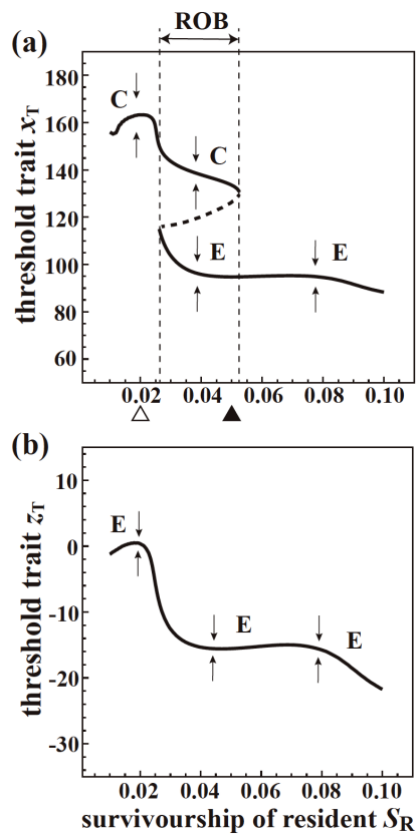 ROB
(a)
180
160
140
120
100
80
60
threshold trait x_T
C
C
E
E
0.02 0.04 0.06 0.08 0.10
(b)
10
0
-10
-20
-30
threshold trait z_T
E
E
E
0.02 0.04 0.06 0.08 0.10
survivourship of resident S_R